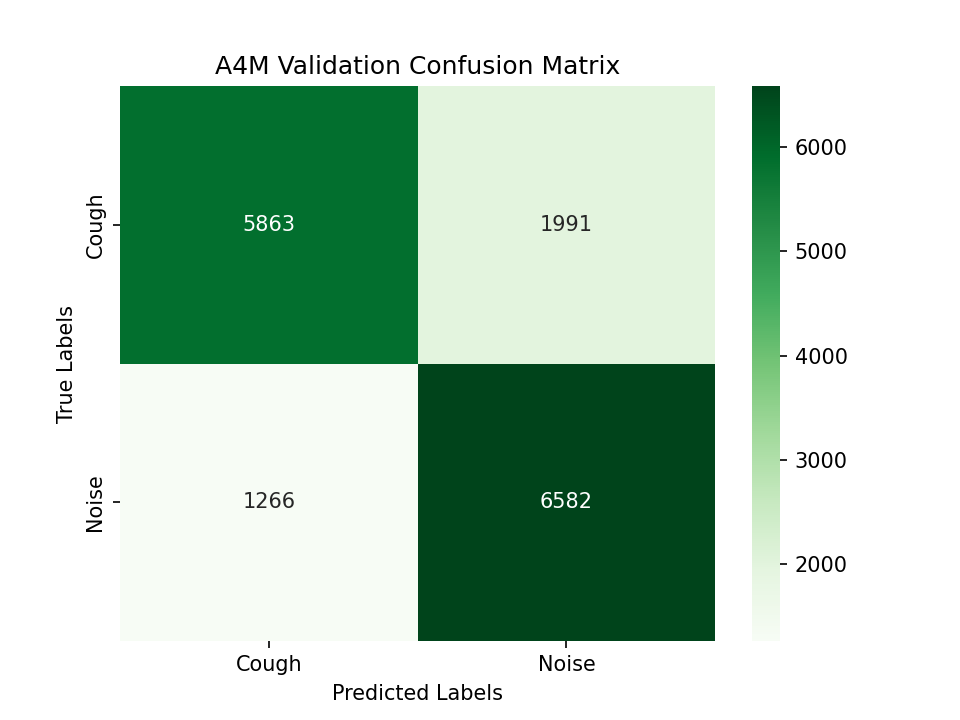 A4M Validation Confusion Matrix
True Labels
Cough
5863
1991
Noise
1266
6582
Cough
Noise
Predicted Labels
6000
5000
4000
3000
2000